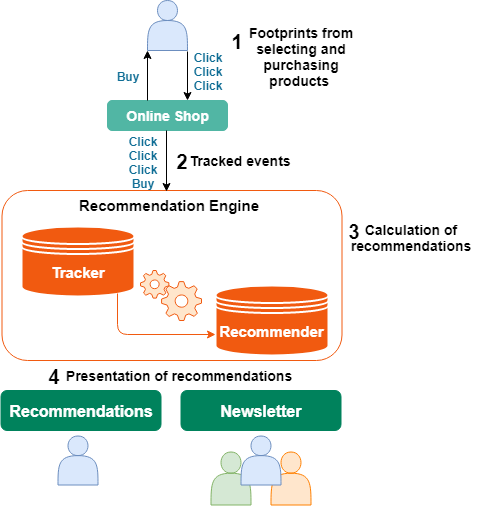 1 Footprints from
selecting and
purchasing
products
Buy
Click
Click
Click
Online Shop
Click
Click
Click
Buy
2 Tracked events
Recommendation Engine
3 Calculation of
recommendations
Tracker
Recommender
4 Presentation of recommendations
Recommendations
Newsletter